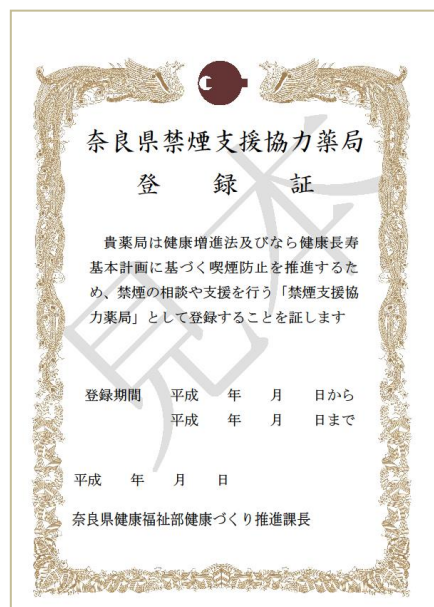 奈良県禁煙支援協力薬局
登　録　証
貴薬局は健康増進法及びなら健康長寿
基本計画に基づく喫煙防止を推進するた
め、禁煙の相談や支援を行う「禁煙支援協
力薬局」として登録することを証します
見本
登録期間　平成　年　月　日から
平成　年　月　日まで
平成　年　月　日
奈良県健康福祉部健康づくり推進課長